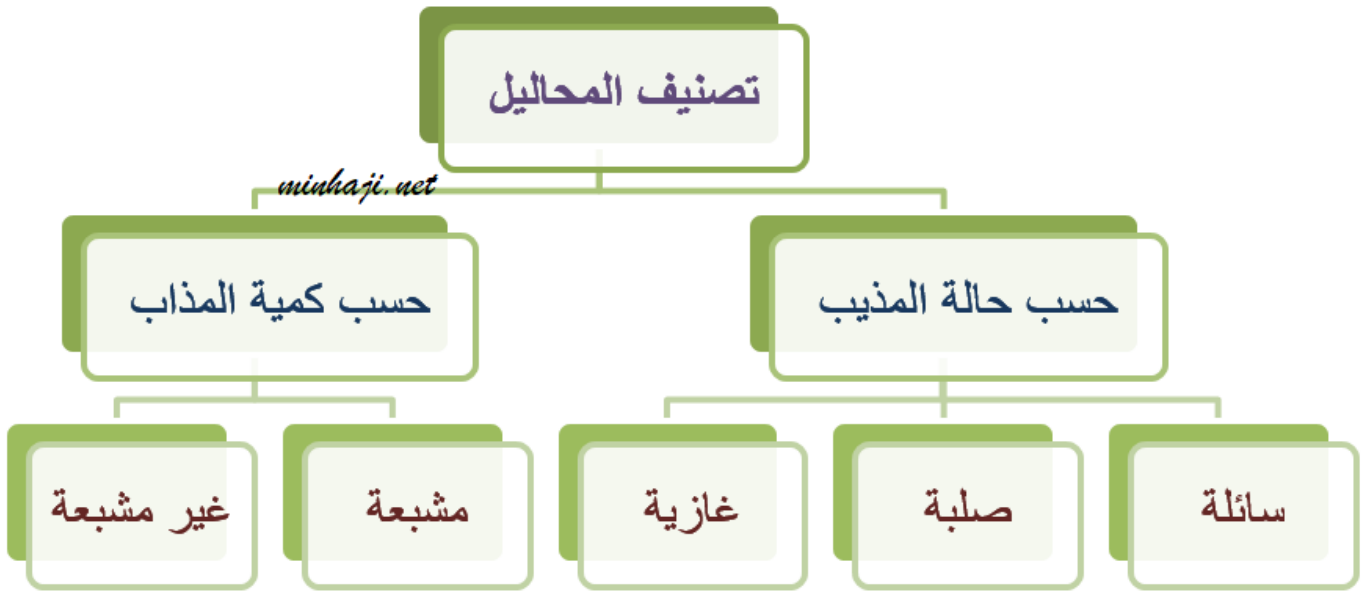 تصنيف المحاليل
minhaji.net
حسب حالة المذيب
حسب كمية المذاب
سائلة
صلبة
غازية
مشبعة
غير مشبعة